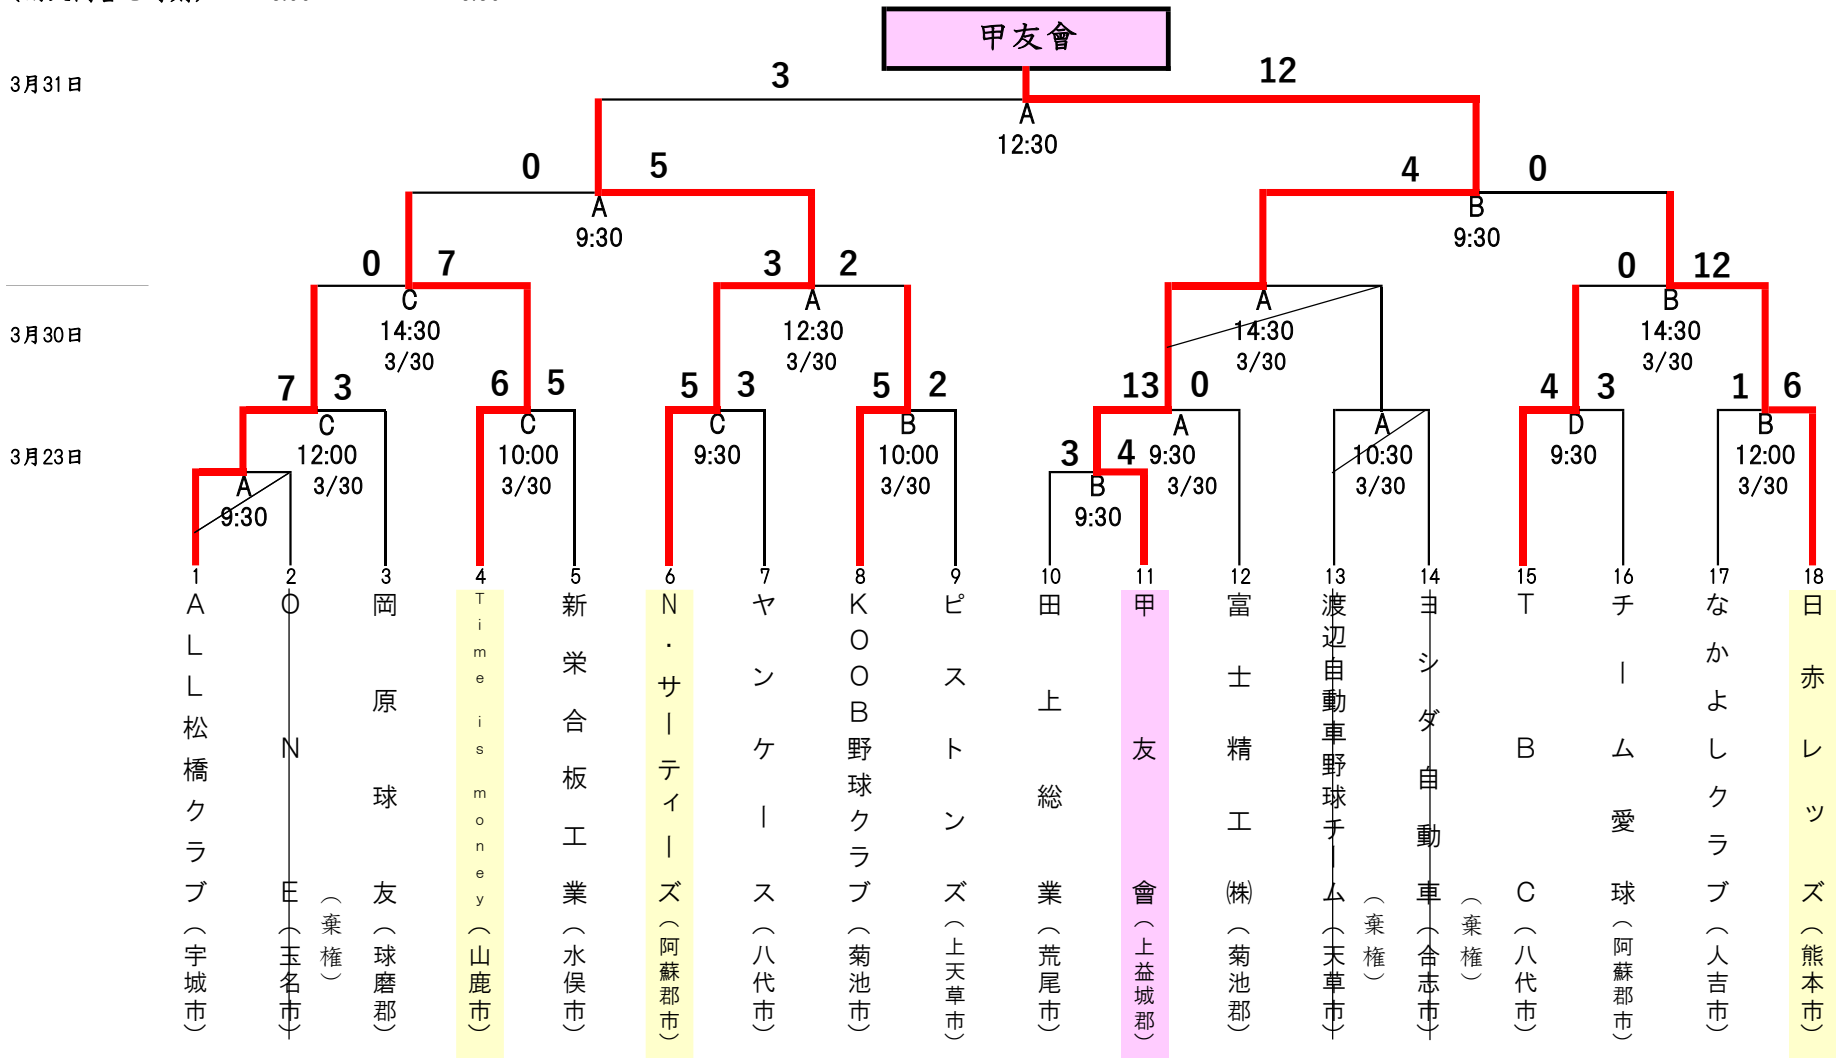 甲友會
3月31日
3
12
A
12:30
0
5
4
0
A
9:30
B
9:30
0
7
3
2
0
12
C
14:30
3/30
A
12:30
3/30
A
14:30
3/30
B
14:30
3/30
3月30日
7
3
6
5
5
3
5
2
13
0
4
3
1
6
C
12:00
3/30
C
10:00
3/30
C
9:30
B
10:00
3/30
A
9:30
3/30
A
10:30
3/30
D
9:30
B
12:00
3/30
3月23日
3
4
A
9:30
B
9:30
1
ALL松橋クラブ(宇城市)
2
ONE(玉名市)
(棄権)
3
岡原球友(球磨郡)
4
Time is money(山鹿市)
5
新栄合板工業(水俣市)
6
N・サーティーズ(阿蘇郡市)
7
ヤンケース(八代市)
8
KOOB野球クラブ(菊池市)
9
ピストンズ(上天草市)
10
田上総業(荒尾市)
11
甲友會(上益城郡)
12
富士精工㈱(菊池郡)
13
渡辺自動車野球チーム(天草市)
(棄権)
14
ヨシダ自動車(合志市)
(棄権)
15
TBC(八代市)
16
チーム愛球(阿蘇郡市)
17
なかよしクラブ(人吉市)
18
日赤レッズ(熊本市)